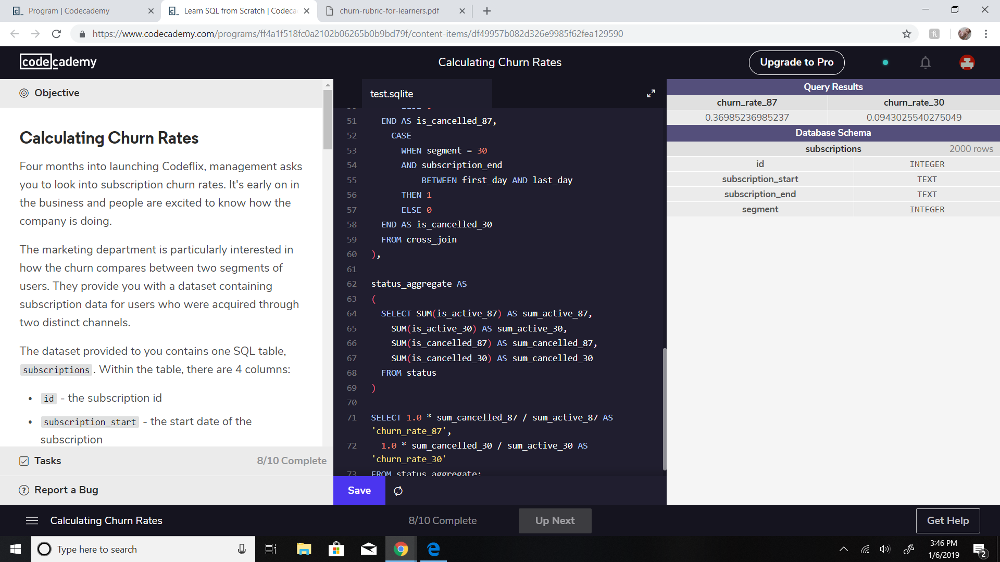 Program | Codecademy
Learn SQL from Scratch | Codeca
churn-rubric-for-learners.pdf
https://www.codecademy.com/programs/ff4a1f518fc0a2102b06265b0b9bd79f/content-items/df49957b082d326e9985f62fea129590
codecademy
Calculating Churn Rates
Upgrade to Pro
Objective
Calculating Churn Rates
Four months into launching Codeflix, management asks
you to look into subscription churn rates. It's early on in
the business and people are excited to know how the
company is doing.
The marketing department is particularly interested in
how the churn compares between two segments of
users. They provide you with a dataset containing
subscription data for users who were acquired through
two distinct channels.
The dataset provided to you contains one SQL table,
subscriptions. Within the table, there are 4 columns:
• id - the subscription id
• subscription_start - the start date of the
subscription
Tasks 8/10 Complete
Report a Bug
test.sqlite
51 END AS is_cancelled_87,
52 CASE
53 WHEN segment = 30
54 AND subscription_end
55 BETWEEN first_day AND last_day
56 THEN 1
57 ELSE 0
58 END AS is_cancelled_30
59 FROM cross_join
60 ),
61
62 status_aggregate AS
63 (
64 SELECT SUM(is_active_87) AS sum_active_87,
65 SUM(is_active_30) AS sum_active_30,
66 SUM(is_cancelled_87) AS sum_cancelled_87,
67 SUM(is_cancelled_30) AS sum_cancelled_30
68 FROM status
69 )
70
71 SELECT 1.0 * sum_cancelled_87 / sum_active_87 AS
'churn_rate_87',
72 1.0 * sum_cancelled_30 / sum_active_30 AS
'churn_rate_30'
73 FROM status_aggregate;
Save
Query Results
churn_rate_87 churn_rate_30
0.36985236985237 0.0943025540275049
Database Schema
subscriptions 2000 rows
id INTEGER
subscription_start TEXT
subscription_end TEXT
segment INTEGER
Calculating Churn Rates
8/10 Complete
Up Next
Get Help
Type here to search
3:46 PM
1/6/2019
2